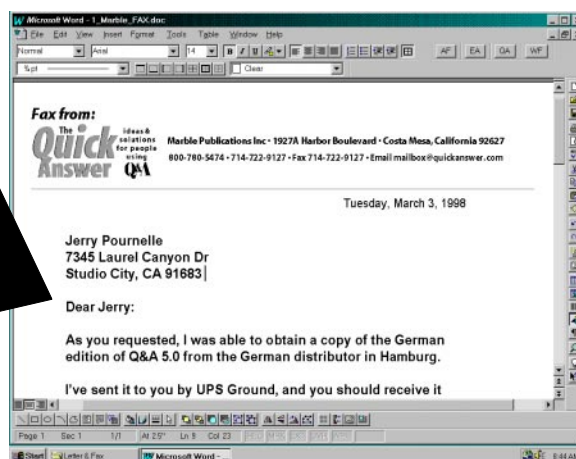 Microsoft Word - 1_Marble_FAX.doc
File Edit View Insert Format Tools Table Window Help
Normal Arial 14 B I U AF EA QA WF
¾ pt Clear
Fax from:
The Quick Answer
ideas &
solutions
for people
using
Q&A
Marble Publications Inc • 1927A Harbor Boulevard • Costa Mesa, California 92627
800-780-5474 • 714-722-9127 • Fax 714-722-9127 • Email mailbox@quickanswer.com
Tuesday, March 3, 1998
Jerry Pournelle
7345 Laurel Canyon Dr
Studio City, CA 91683
Dear Jerry:
As you requested, I was able to obtain a copy of the German
edition of Q&A 5.0 from the German distributor in Hamburg.
I've sent it to you by UPS Ground, and you should receive it
Page 1 Sec 1 1/1 At 2.5" Ln 9 Col 23
Start Letter & Fax Microsoft Word -